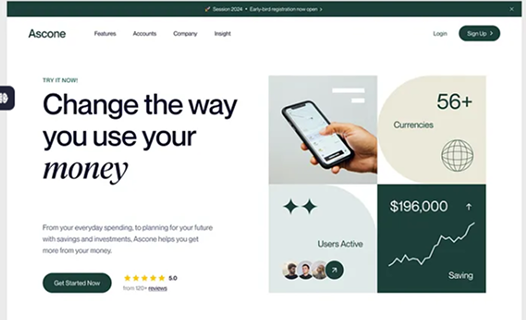 Session 2024 • Early-bird registration now open ›
Ascone
Features
Accounts
Company
Insight
Login
Sign Up
TRY IT NOW!
Change the way
you use your
money
From your everyday spending, to planning for your future
with savings and investments, Ascone helps you get
more from your money.
Get Started Now
5.0
from 120+ reviews
56+
Currencies
Users Active
$196,000
Saving